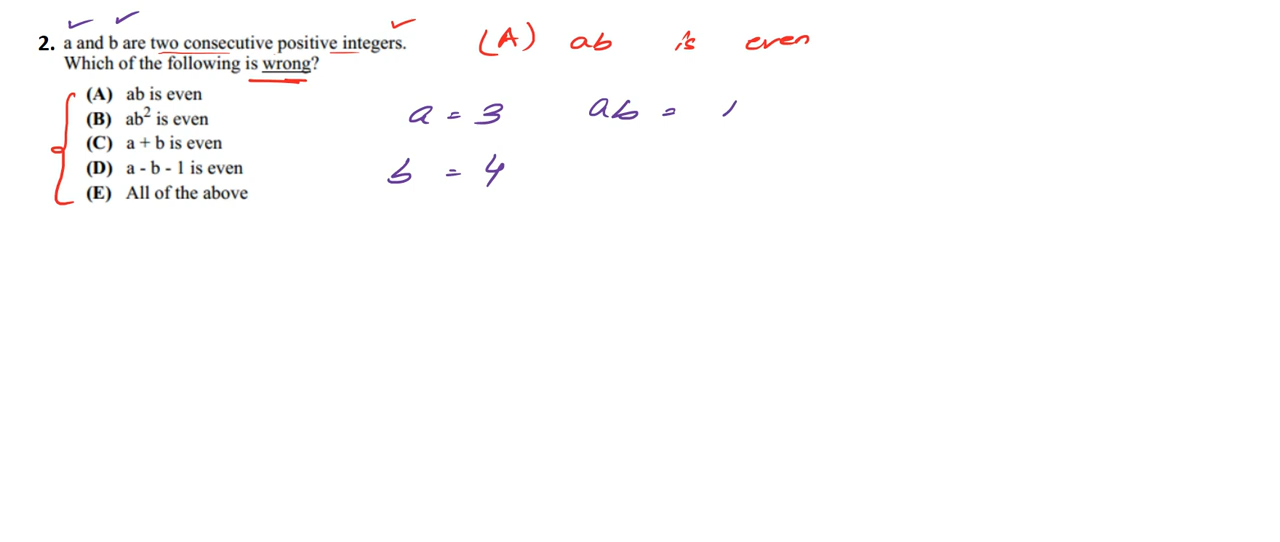 2. a and b are two consecutive positive integers.
Which of the following is wrong?
(A) ab is even
(B) ab² is even
(C) a + b is even
(D) a - b - 1 is even
(E) All of the above
(A) ab is even
a = 3 ab =
b = 4